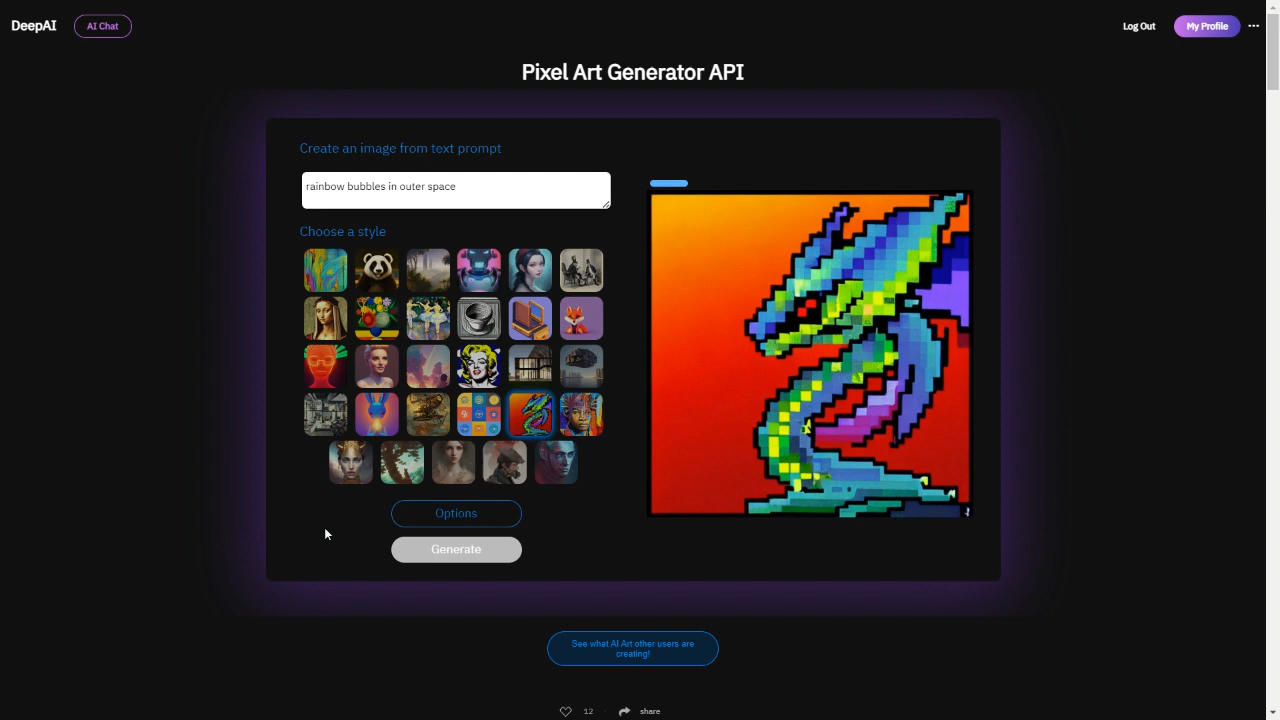 DeepAI
AI Chat
Log Out
My Profile
Pixel Art Generator API
Create an image from text prompt
rainbow bubbles in outer space
Choose a style
Options
Generate
See what AI Art other users are
creating!
12
share